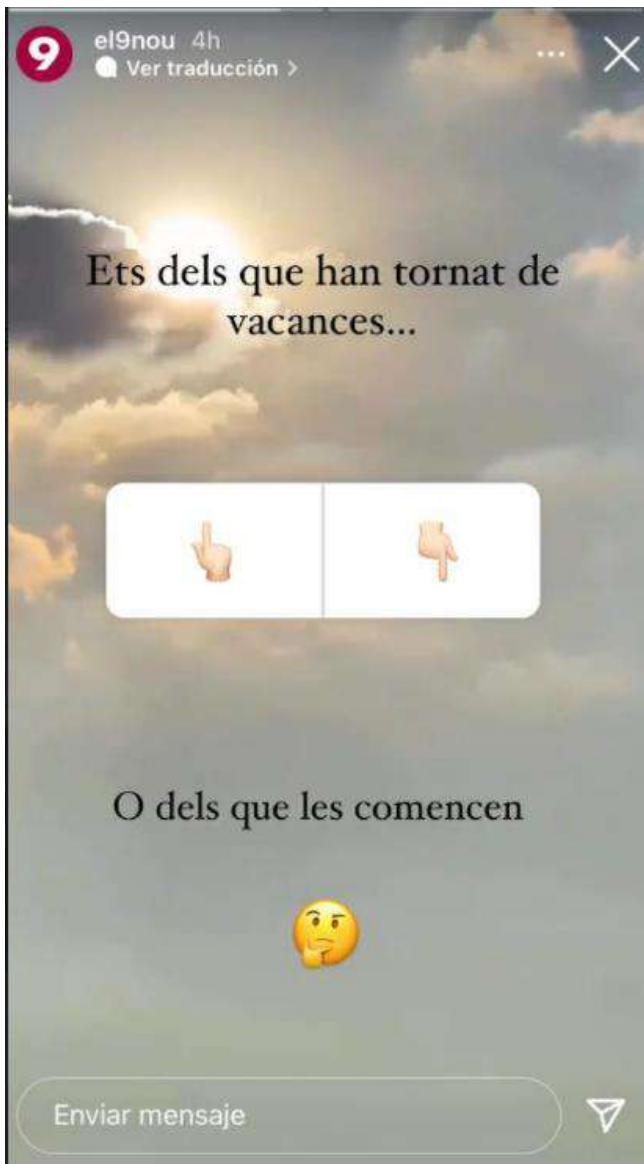 9
el9nou 4h
Ver traducción >
Ets dels que han tornat de
vacances...
O dels que les comencen
Enviar mensaje